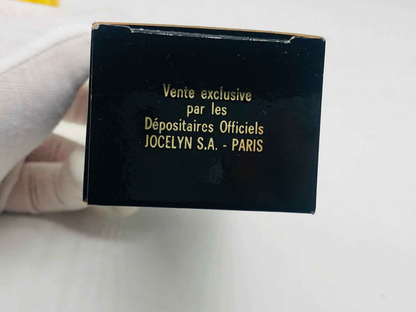 Vente exclusive
par les
Dépositaires Officiels
JOCELYN S.A. - PARIS